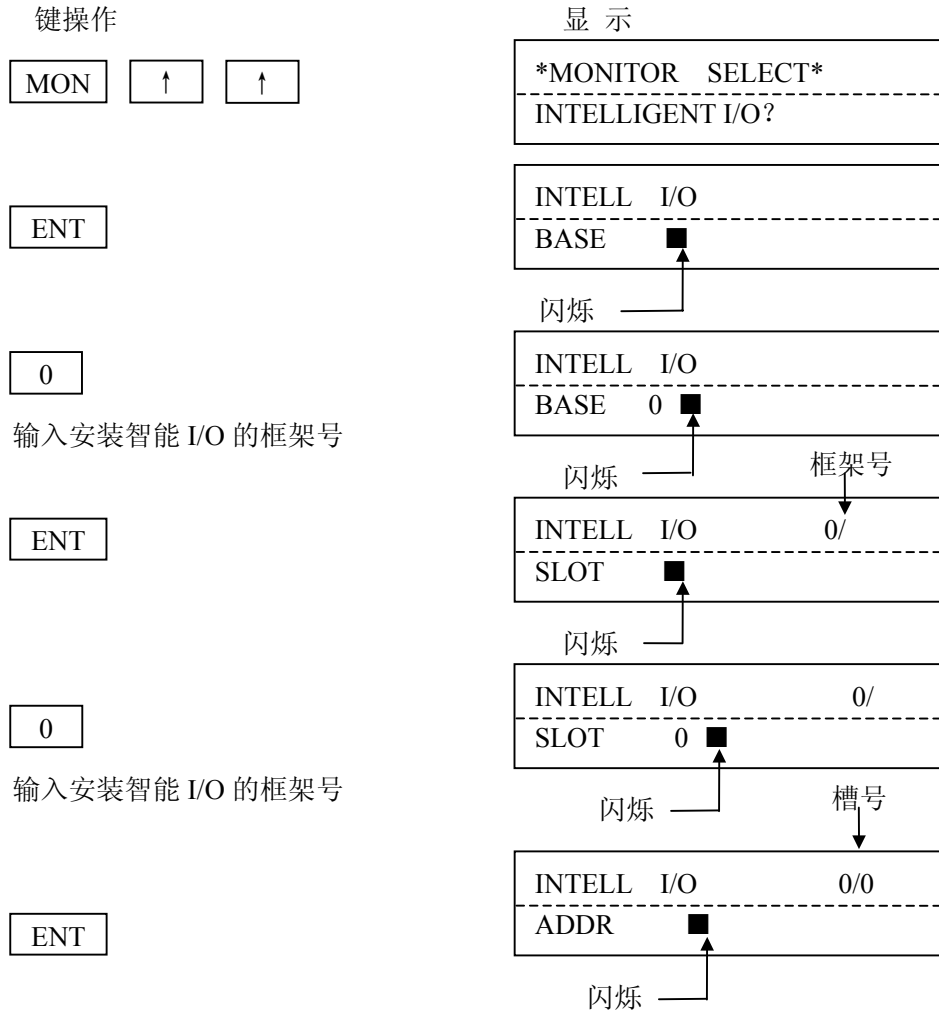 键操作
显 示
MON ↑ ↑
*MONITOR SELECT*
INTELLIGENT I/O？
ENT
INTELL I/O
BASE ■
闪烁
0
INTELL I/O
BASE 0 ■
输入安装智能 I/O 的框架号
闪烁
框架号
ENT
INTELL I/O 0/
SLOT ■
闪烁
0
INTELL I/O 0/
SLOT 0 ■
输入安装智能 I/O 的框架号
闪烁
槽号
ENT
INTELL I/O 0/0
ADDR ■
闪烁